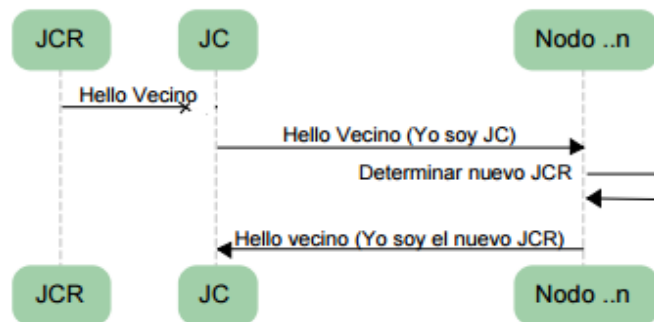 JCR JC Nodo ..n
Hello Vecino
Hello Vecino (Yo soy JC)
Determinar nuevo JCR
Hello vecino (Yo soy el nuevo JCR)
JCR JC Nodo ..n